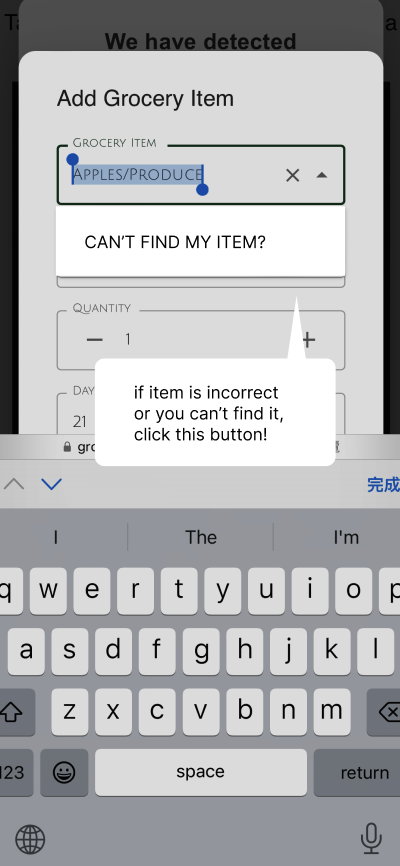 We have detected
Add Grocery Item
Grocery Item
Apples/Produce
CAN'T FIND MY ITEM?
Quantity
1
if item is incorrect
or you can't find it,
click this button!
Day
21
gro
完成
I The I'm
q w e r t y u i o p
a s d f g h j k l
z x c v b n m
123 space return